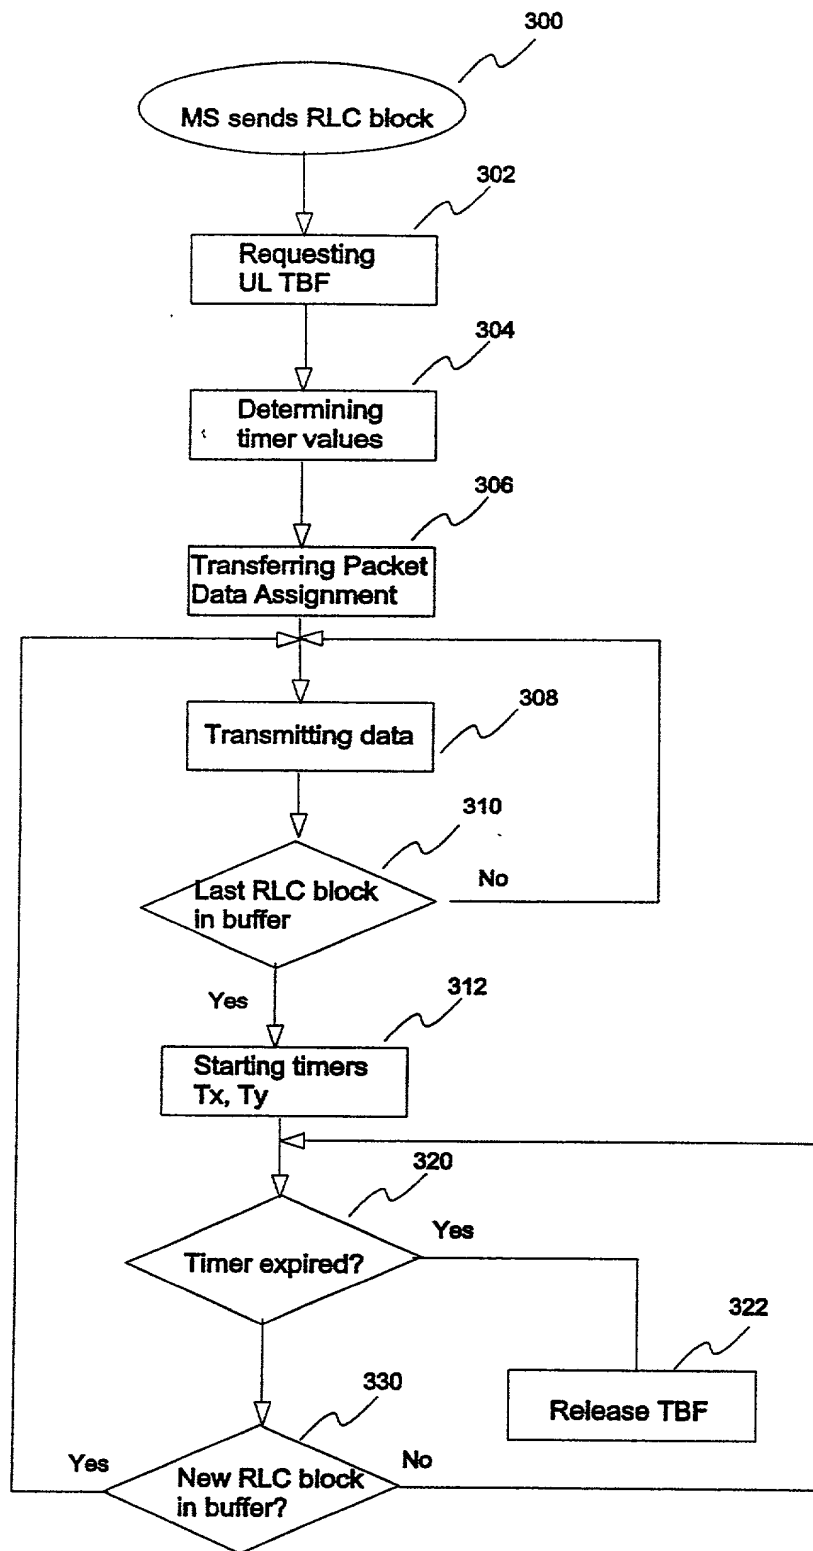 300
MS sends RLC block
302
Requesting
UL TBF
304
Determining
timer values
306
Transferring Packet
Data Assignment
308
Transmitting data
310
Last RLC block
in buffer
No
Yes
312
Starting timers
Tx, Ty
320
Timer expired?
Yes
322
Release TBF
330
Yes
New RLC block
in buffer?
No